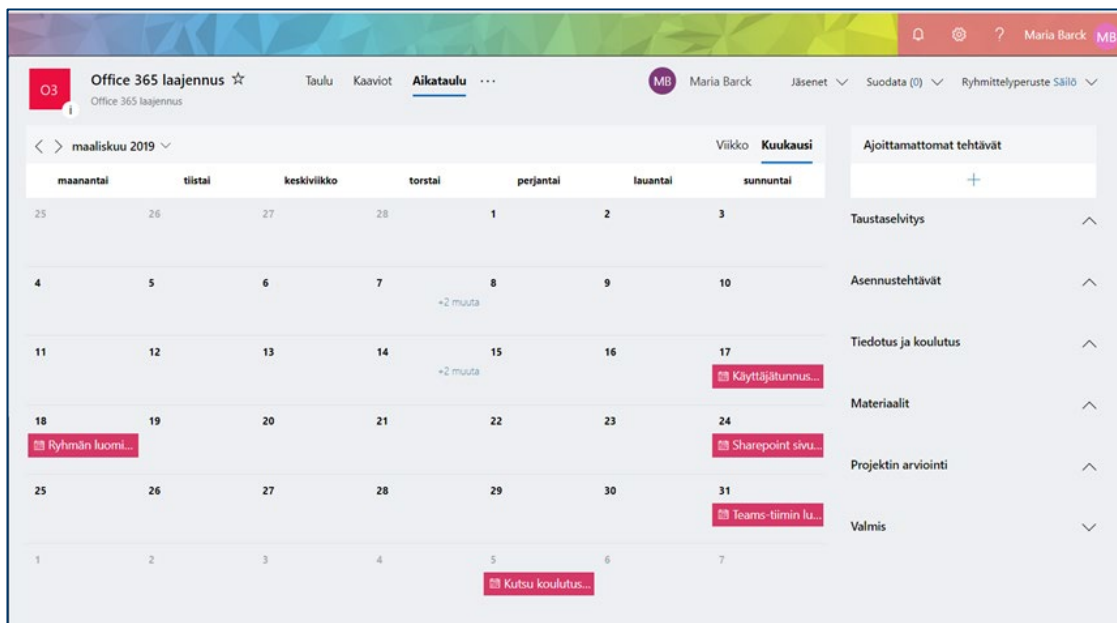 Maria Barck MB
O3
Office 365 laajennus
Office 365 laajennus
Taulu Kaaviot Aikataulu ...
MB Maria Barck
Jäsenet Suodata (0) Ryhmittelyperuste Säilö
maaliskuu 2019
Viikko Kuukausi
maanantai tiistai keskiviikko torstai perjantai lauantai sunnuntai
25 26 27 28 1 2 3
4 5 6 7 8 9 10
+2 muuta
11 12 13 14 15 16 17
+2 muuta
Käyttäjätunnus...
18 19 20 21 22 23 24
Ryhmän luomi...
Sharepoint sivu...
25 26 27 28 29 30 31
Teams-tiimin lu...
1 2 3 4 5 6 7
Kutsu koulutus...
Ajoittamattomat tehtävät
Taustaselvitys
Asennustehtävät
Tiedotus ja koulutus
Materiaalit
Projektin arviointi
Valmis